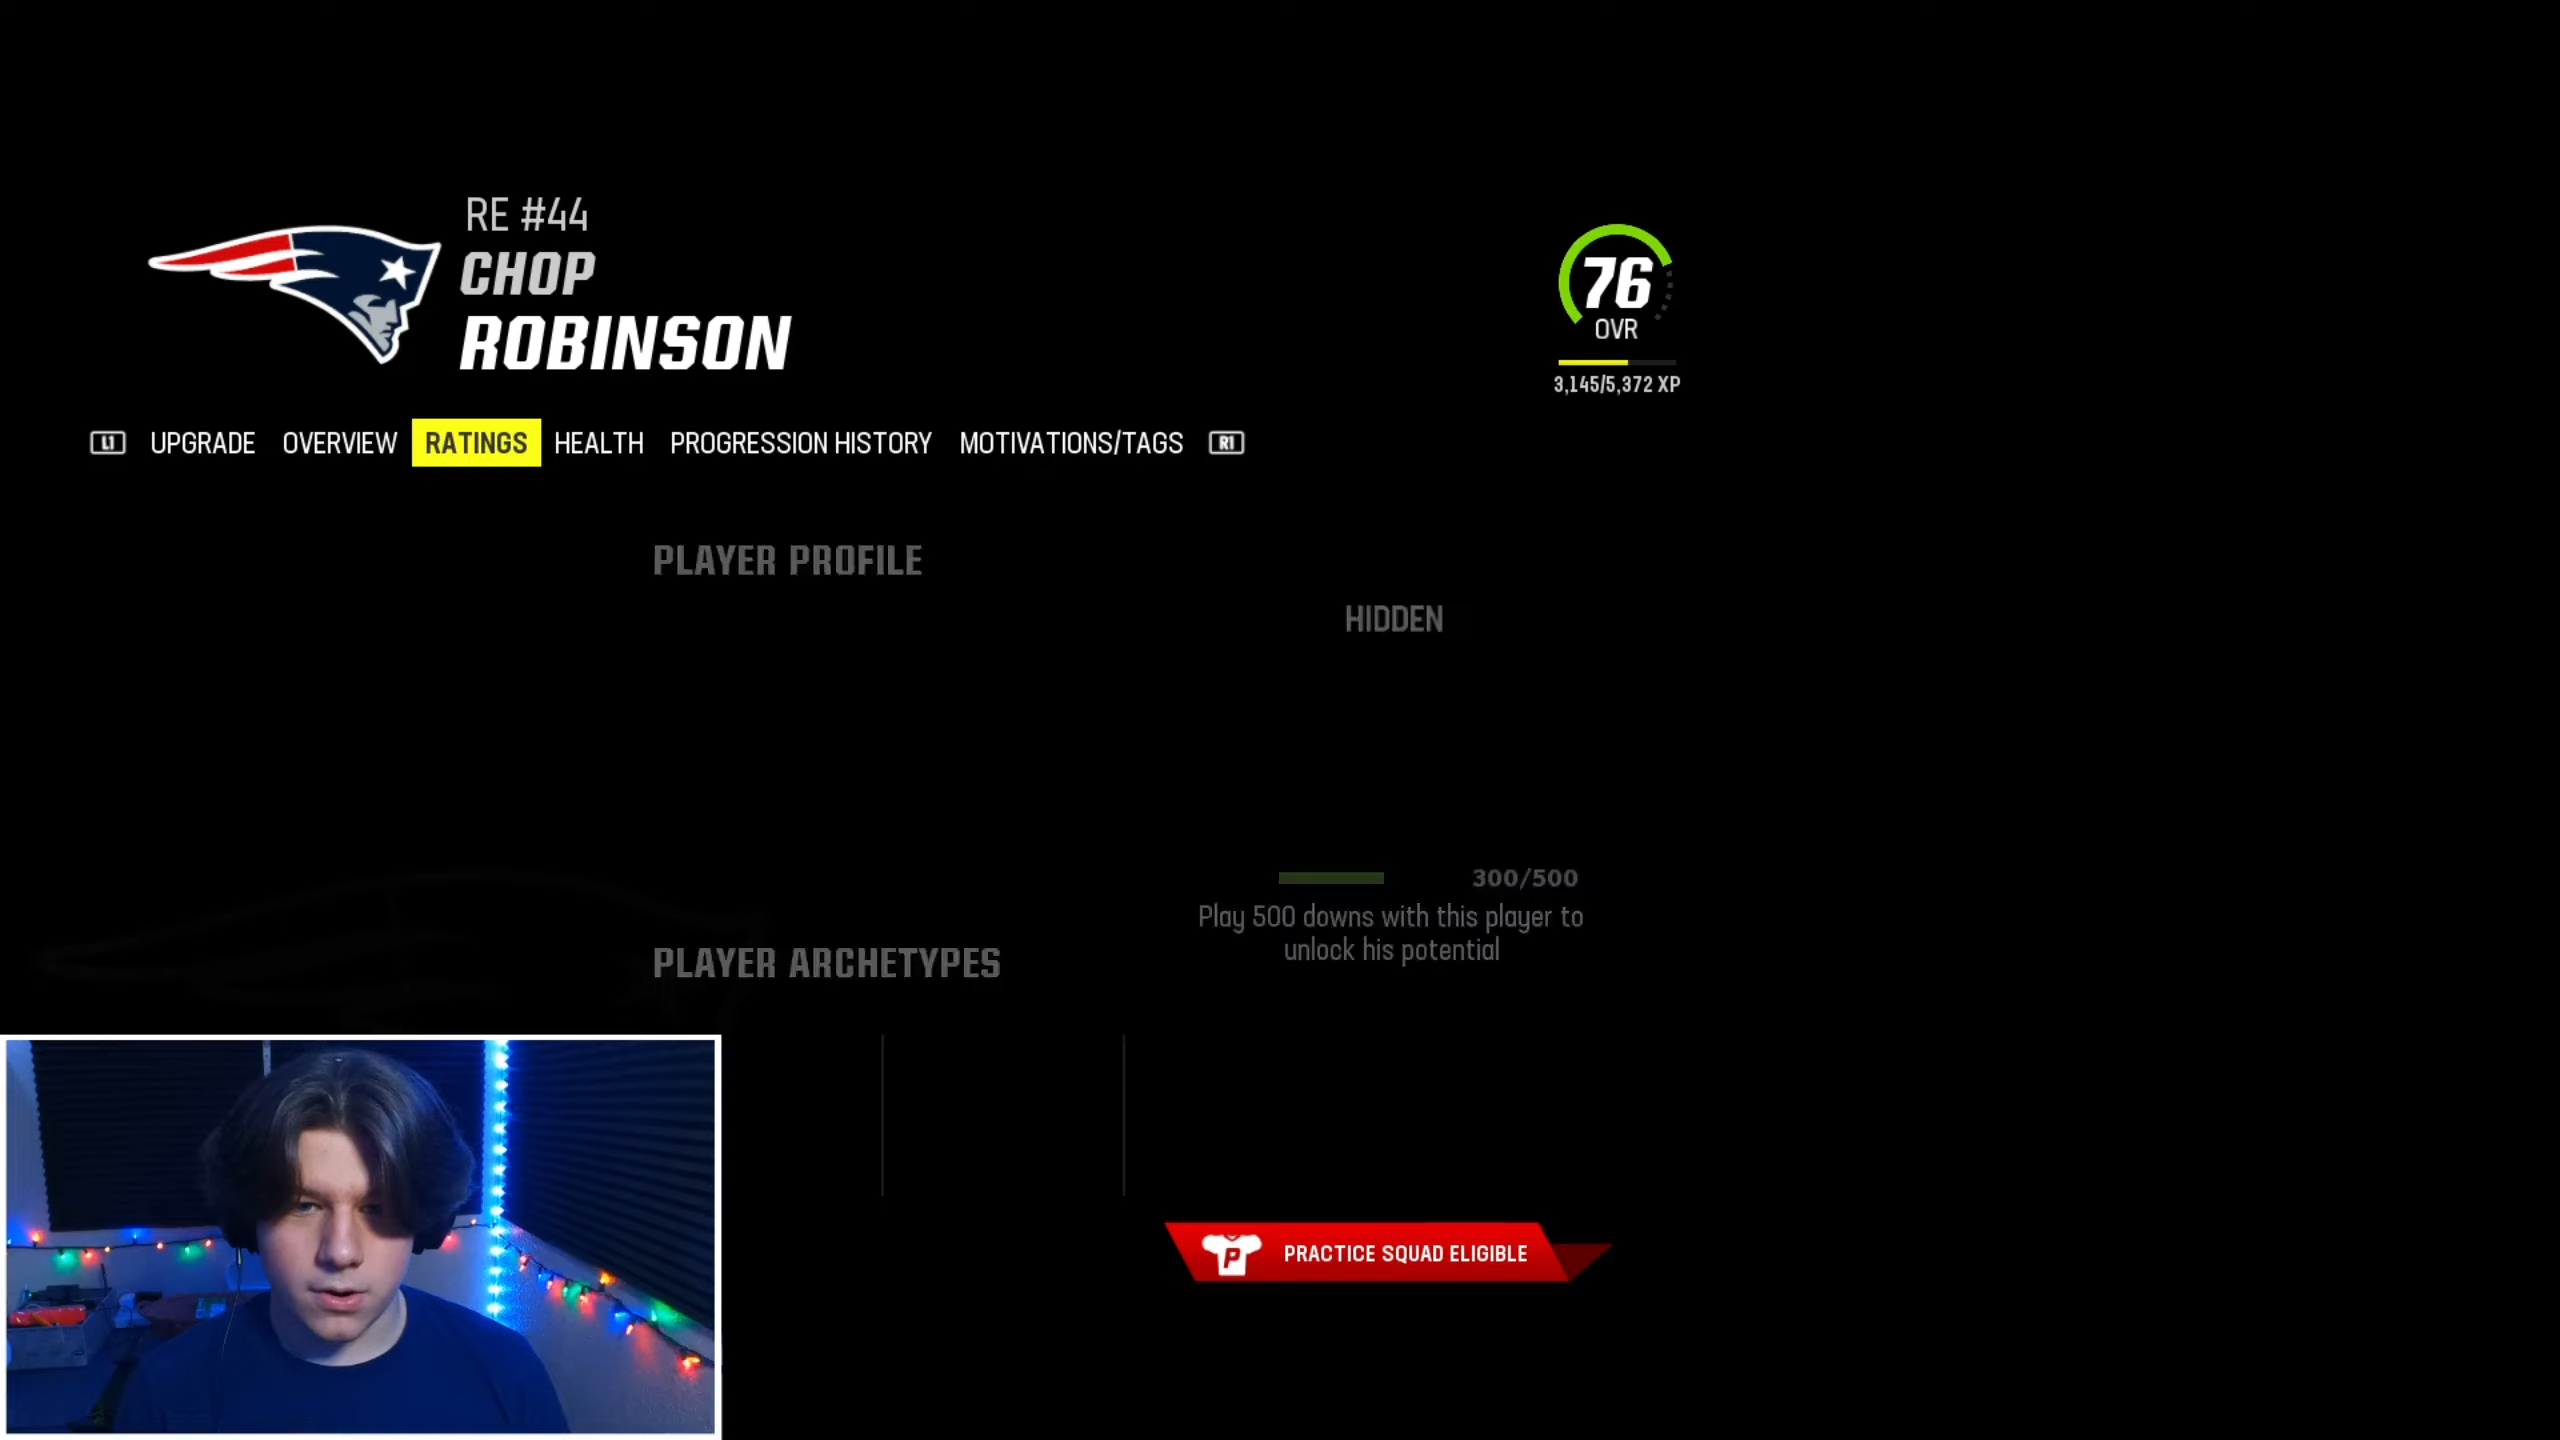 RE #44
CHOP
ROBINSON
76
OVR
3,145/5,372 XP
L1 UPGRADE OVERVIEW RATINGS HEALTH PROGRESSION HISTORY MOTIVATIONS/TAGS R1
PLAYER PROFILE
HIDDEN
300/500
Play 500 downs with this player to
unlock his potential
PLAYER ARCHETYPES
P PRACTICE SQUAD ELIGIBLE